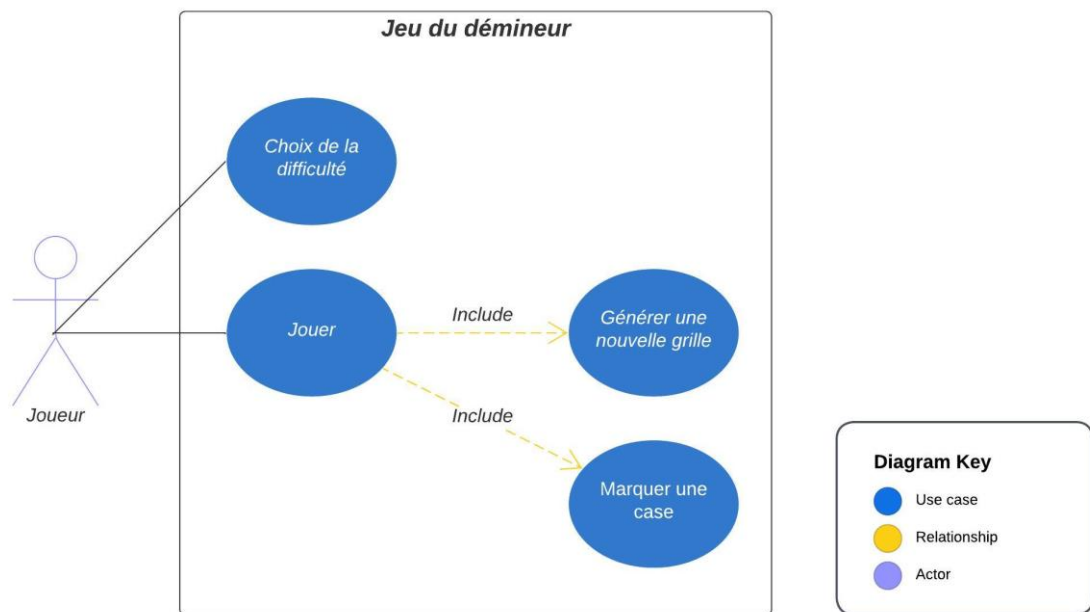 Jeu du démineur
Choix de la
difficulté
Jouer
Include
Générer une
nouvelle grille
Joueur
Include
Marquer une
case
Diagram Key
Use case
Relationship
Actor